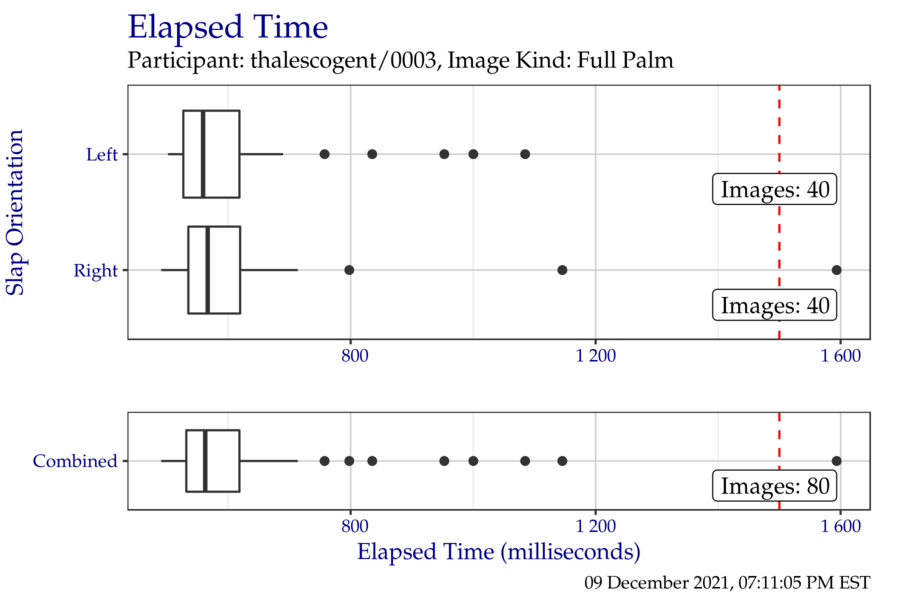 Elapsed Time
Participant: thalescogent/0003, Image Kind: Full Palm
Slap Orientation
Left
Images: 40
Right
Images: 40
800 1 200 1 600
Combined
Images: 80
800 1 200 1 600
Elapsed Time (milliseconds)
09 December 2021, 07:11:05 PM EST